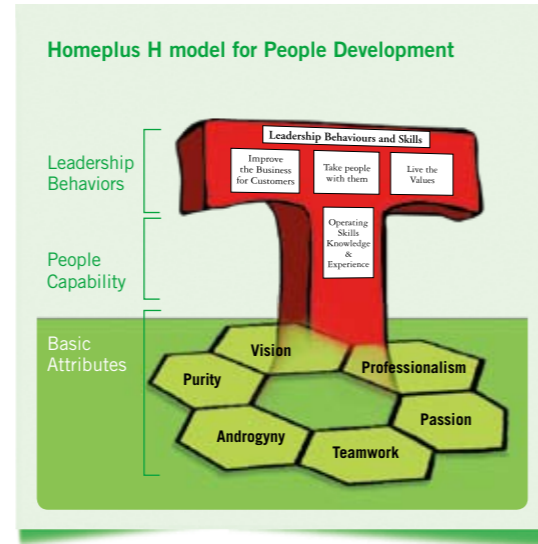 Homeplus H model for People Development
Leadership Behaviours and Skills
Leadership
Behaviors
Improve
the Business
for Customers
Take people
with them
Live the
Values
People
Capability
Operating
Skills
Knowledge
&
Experience
Basic
Attributes
Vision
Professionalism
Purity
Passion
Androgyny
Teamwork